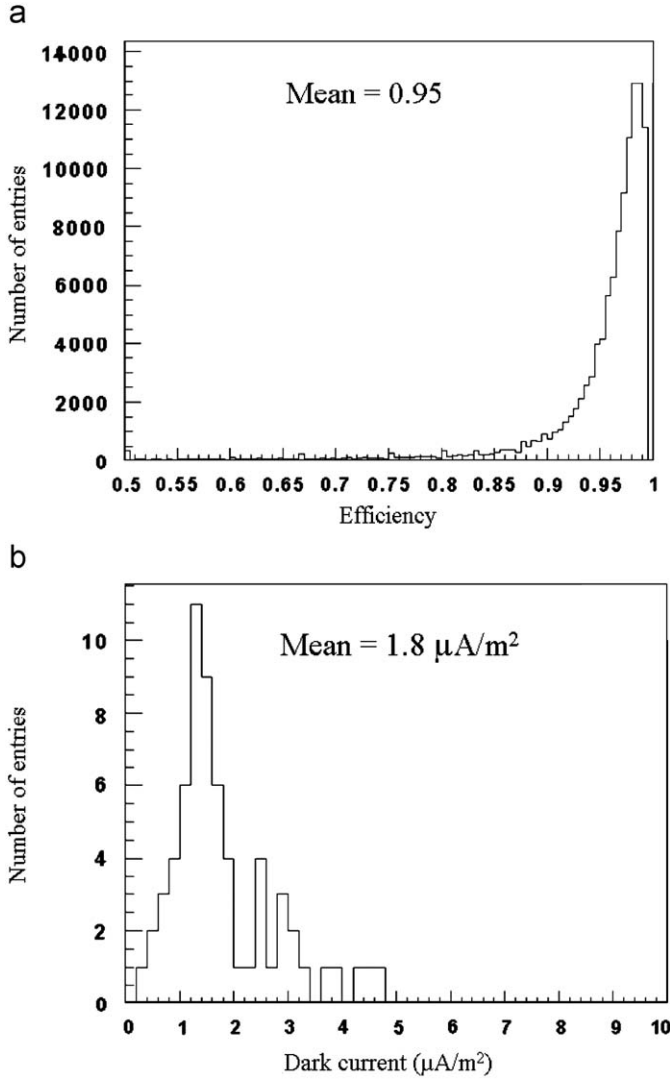 a
14000
12000
10000
8000
6000
4000
2000
0
Number of entries
Mean = 0.95
0.5 0.55 0.6 0.65 0.7 0.75 0.8 0.85 0.9 0.95 1
Efficiency
b
10
8
6
4
2
0
Number of entries
Mean = 1.8 µA/m²
0 1 2 3 4 5 6 7 8 9 10
Dark current (µA/m²)